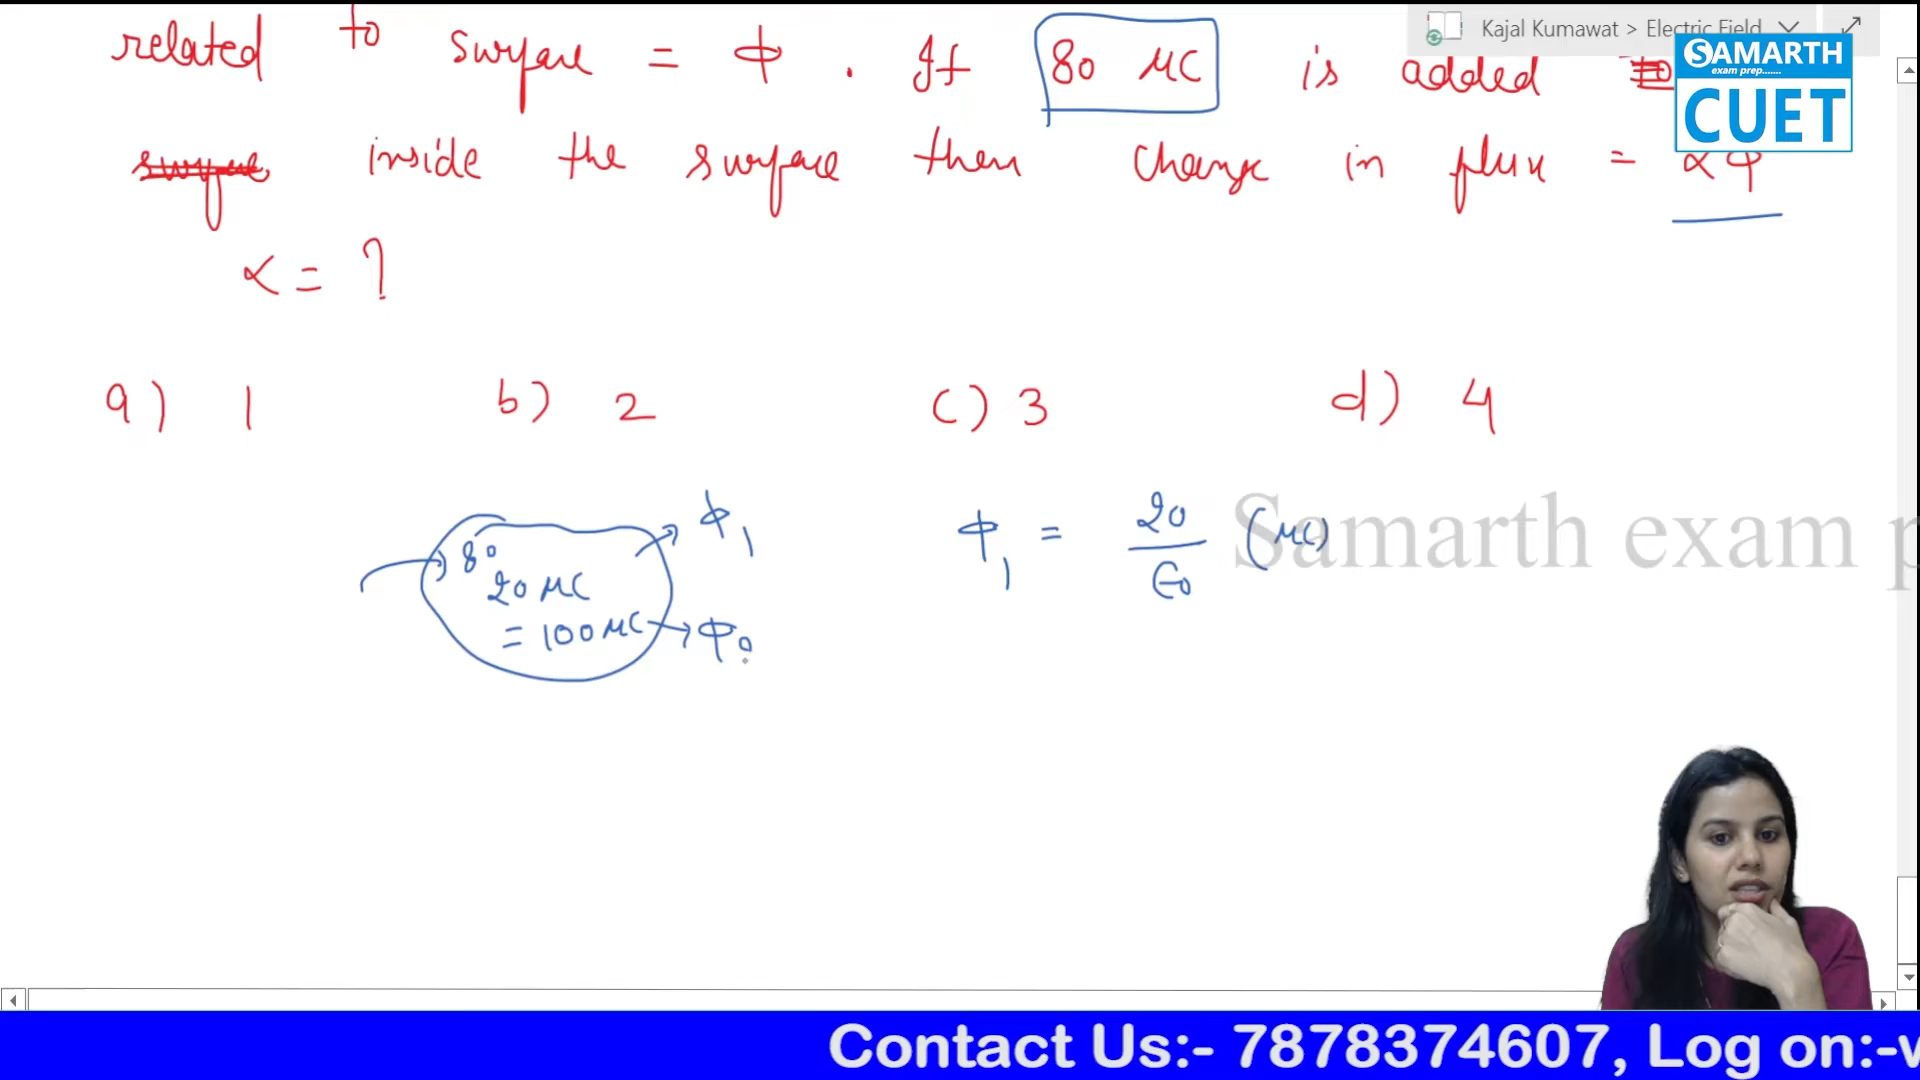 Kajal Kumawat > Electric Field
SAMARTH
exam prep.......
CUET
related to surface = ϕ . If 80 μC is added to
surface inside the surface then change in flux = αϕ
α = ?
a) 1 b) 2 c) 3 d) 4
ϕ1
80
20 μC
= 100 μC → ϕ2
ϕ1 = 20/ϵ0 (μC)
Samarth exam p
Contact Us:- 7878374607, Log on:-w